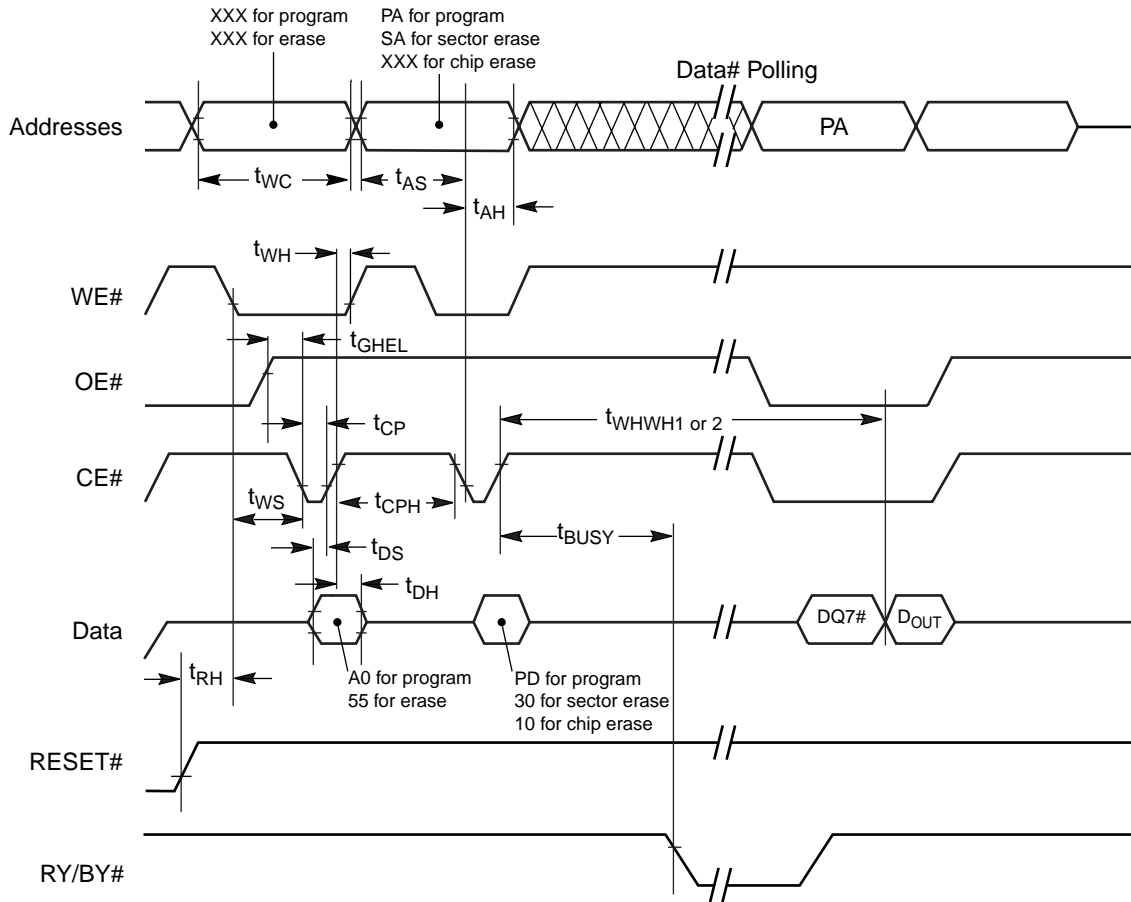 XXX for program
XXX for erase
PA for program
SA for sector erase
XXX for chip erase
Data# Polling
Addresses
PA
tWC
tAS
tAH
tWH
WE#
tGHEL
OE#
tWHWH1 or 2
tCP
CE#
tWS
tCPH
tBUSY
tDS
tDH
Data
DQ7#
DOUT
tRH
A0 for program
55 for erase
PD for program
30 for sector erase
10 for chip erase
RESET#
RY/BY#